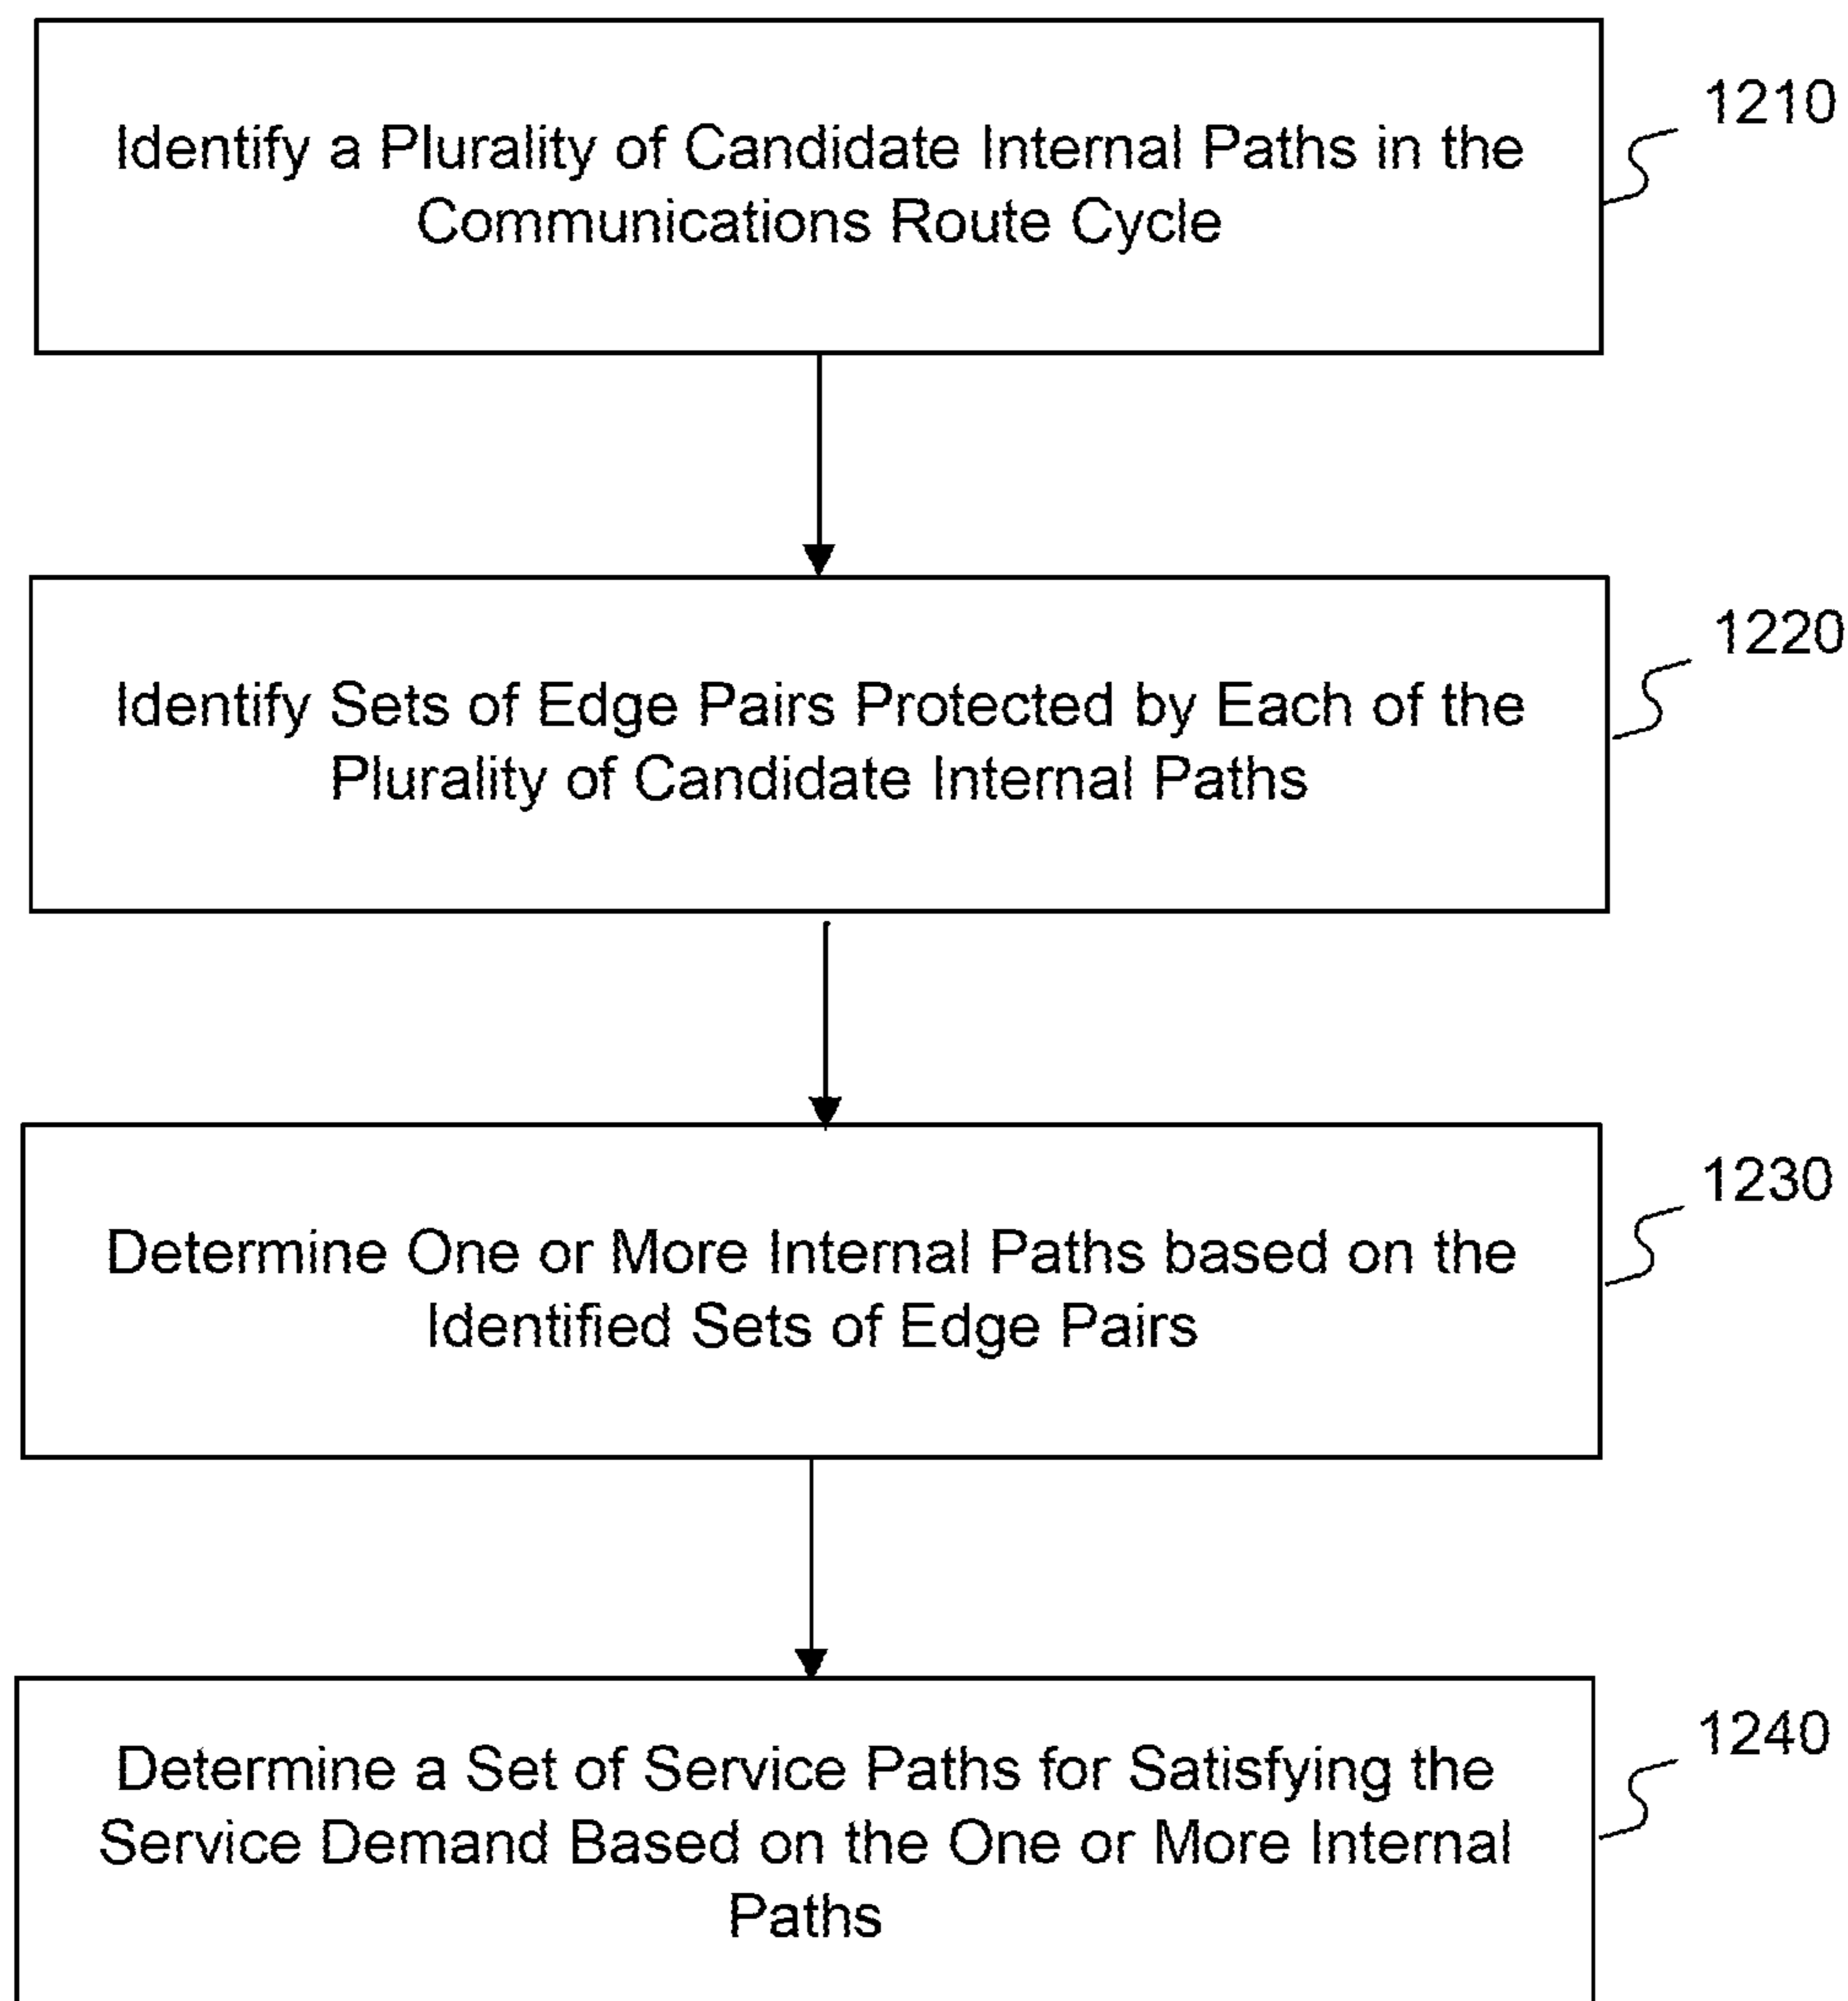 Identify a Plurality of Candidate Internal Paths in the
Communications Route Cycle
1210
Identify Sets of Edge Pairs Protected by Each of the
Plurality of Candidate Internal Paths
1220
Determine One or More Internal Paths based on the
Identified Sets of Edge Pairs
1230
Determine a Set of Service Paths for Satisfying the
Service Demand Based on the One or More Internal
Paths
1240